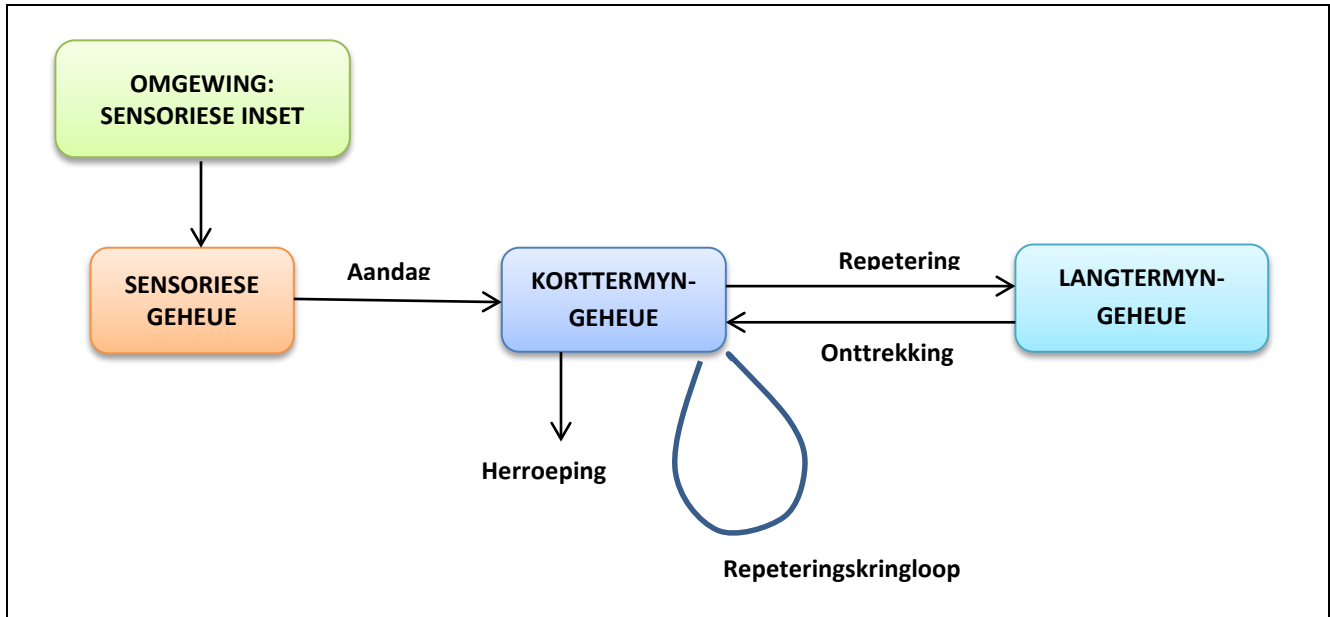 OMGEWING:
SENSORIESE INSET
SENSORIESE
GEHEUE
Aandag
KORTTERMYN-
GEHEUE
Repetering
LANGTERMYN-
GEHEUE
Onttrekking
Herroeping
Repeteringskringloop